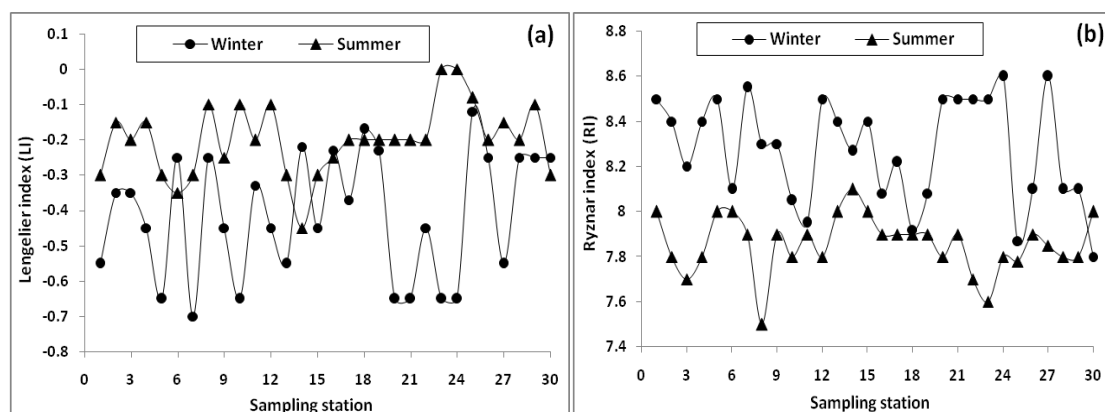 (a)
Winter Summer
0.1
0
-0.1
-0.2
-0.3
-0.4
-0.5
-0.6
-0.7
-0.8
Lengelier index (LI)
0 3 6 9 12 15 18 21 24 27 30
Sampling station
(b)
Winter Summer
8.8
8.6
8.4
8.2
8
7.8
7.6
7.4
Ryznar index (RI)
0 3 6 9 12 15 18 21 24 27 30
Sampling station